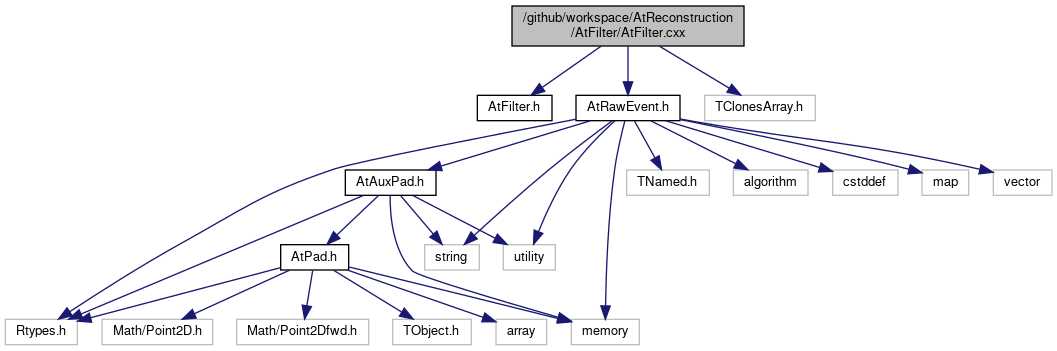 /github/workspace/AtReconstruction
/AtFilter/AtFilter.cxx
AtFilter.h
AtRawEvent.h
TClonesArray.h
AtAuxPad.h
TNamed.h
algorithm
cstddef
map
vector
AtPad.h
string
utility
Rtypes.h
Math/Point2D.h
Math/Point2Dfwd.h
TObject.h
array
memory